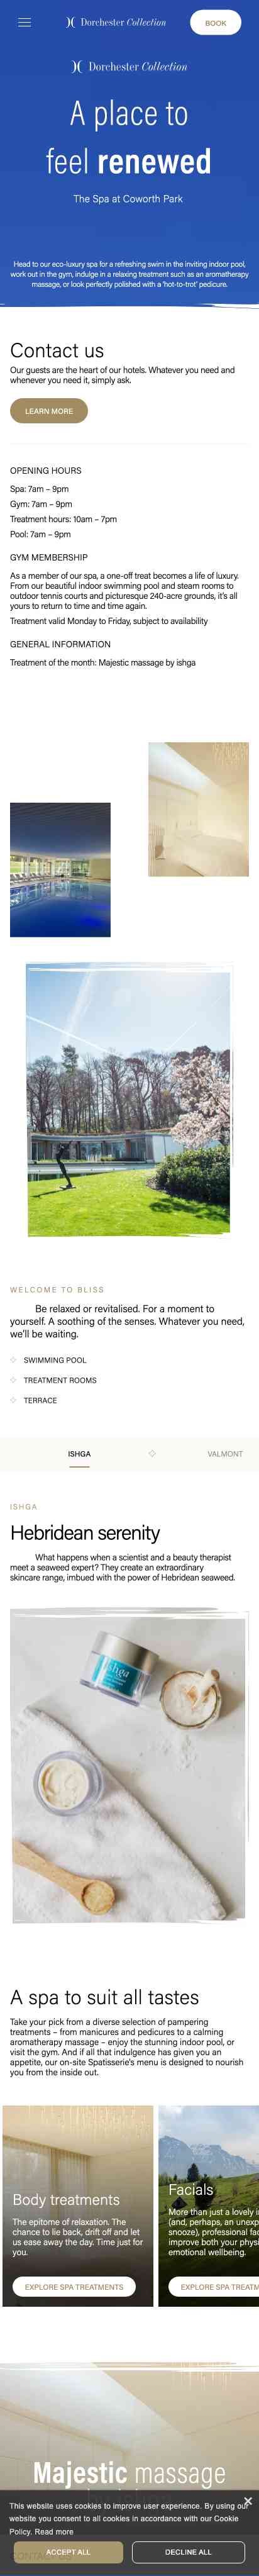 Dorchester Collection
BOOK
Dorchester Collection
A place to
feel renewed
The Spa at Coworth Park
Head to our eco-luxury spa for a refreshing swim in the inviting indoor pool,
work out in the gym, indulge in a relaxing treatment such as an aromatherapy
massage, or look perfectly polished with a 'hot-to-trot' pedicure.
Contact us
Our guests are the heart of our hotels. Whatever you need and
whenever you need it, simply ask.
LEARN MORE
OPENING HOURS
Spa: 7am – 9pm
Gym: 7am – 9pm
Treatment hours: 10am – 7pm
Pool: 7am – 9pm
GYM MEMBERSHIP
As a member of our spa, a one-off treat becomes a life of luxury.
From our beautiful indoor swimming pool and steam rooms to
outdoor tennis courts and picturesque 240-acre grounds, it's all
yours to return to time and time again.
Treatment valid Monday to Friday, subject to availability
GENERAL INFORMATION
Treatment of the month: Majestic massage by ishga
WELCOME TO BLISS
Be relaxed or revitalised. For a moment to
yourself. A soothing of the senses. Whatever you need,
we'll be waiting.
SWIMMING POOL
TREATMENT ROOMS
TERRACE
ISHGA
VALMONT
ISHGA
Hebridean serenity
What happens when a scientist and a beauty therapist
meet a seaweed expert? They create an extraordinary
skincare range, imbued with the power of Hebridean seaweed.
ishga
A spa to suit all tastes
Take your pick from a diverse selection of pampering
treatments – from manicures and pedicures to a calming
aromatherapy massage – enjoy the stunning indoor pool, or
visit the gym. And if all that indulgence has given you an
appetite, our on-site Spatisserie's menu is designed to nourish
you from the inside out.
Body treatments
The epitome of relaxation. The
chance to lie back, drift off and let
us ease away the day. Time just for
you.
EXPLORE SPA TREATMENTS
Facials
More than just a lovely
(and, perhaps, an
snooze), professional
improve both your
emotional wellbeing.
EXPLORE SPA
Majestic massage
This website uses cookies to improve user experience. By using our
website you consent to all cookies in accordance with our Cookie
Policy. Read more
ACCEPT ALL
DECLINE ALL